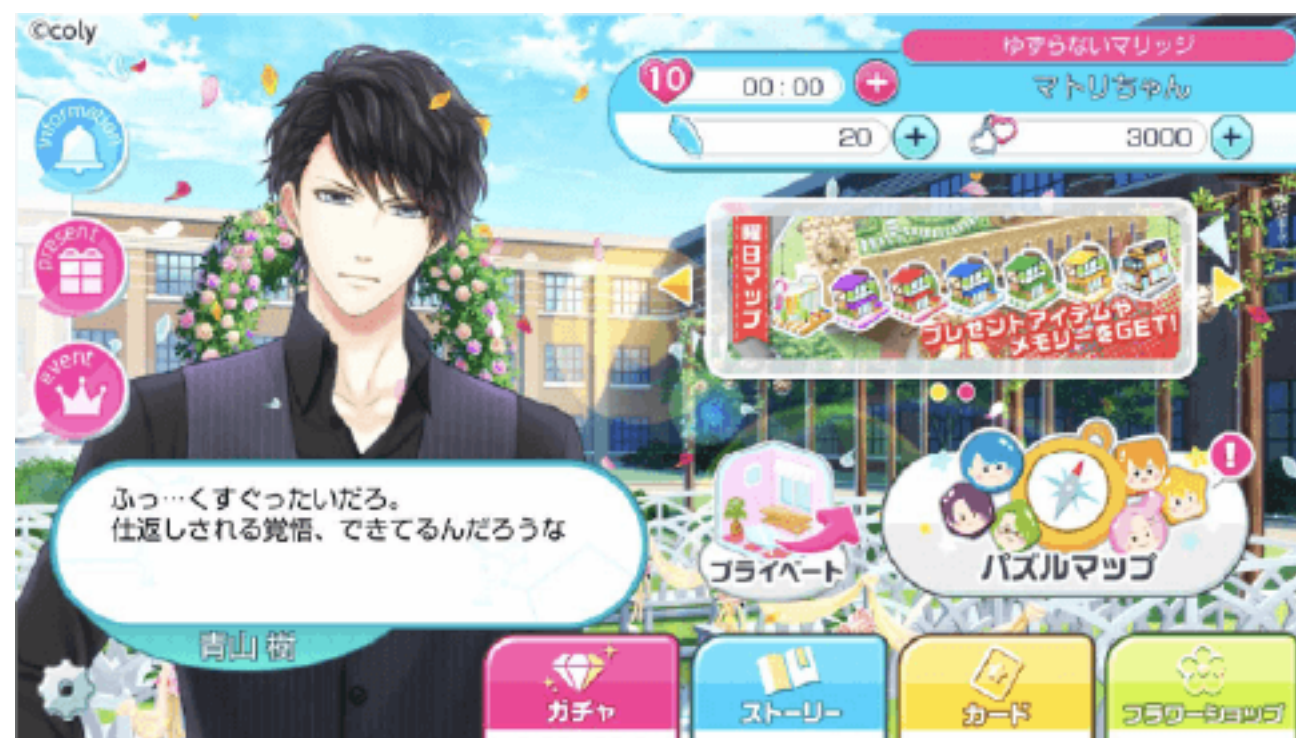 ©coly
ゆずらないマリッジ
10
00:00
マトリちゃん
20
3000
information
present
event
曜日マップ
プレゼントアイテムや
メモリーをGET!
ふっ…くすぐったいだろ。
仕返しされる覚悟、できてるんだろうな
青山 樹
プライベート
パズルマップ
ガチャ
ストーリー
カード
フラワーショップ